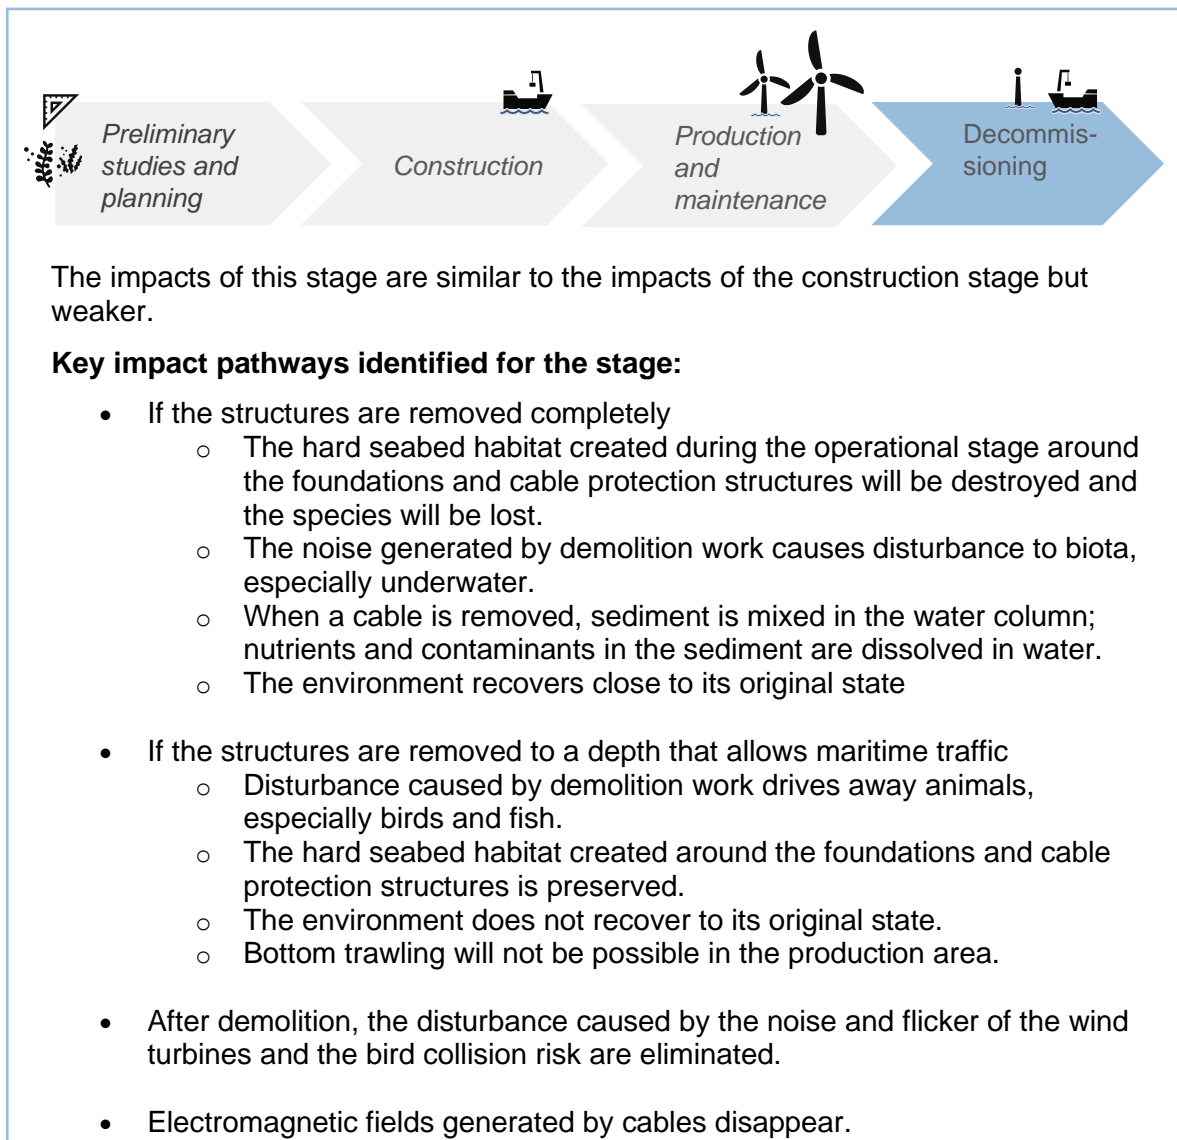 Preliminary
studies and
planning
Construction
Production
and
maintenance
Decommis-
sioning
The impacts of this stage are similar to the impacts of the construction stage but
weaker.
Key impact pathways identified for the stage:
• If the structures are removed completely
o The hard seabed habitat created during the operational stage around
the foundations and cable protection structures will be destroyed and
the species will be lost.
o The noise generated by demolition work causes disturbance to biota,
especially underwater.
o When a cable is removed, sediment is mixed in the water column;
nutrients and contaminants in the sediment are dissolved in water.
o The environment recovers close to its original state
• If the structures are removed to a depth that allows maritime traffic
o Disturbance caused by demolition work drives away animals,
especially birds and fish.
o The hard seabed habitat created around the foundations and cable
protection structures is preserved.
o The environment does not recover to its original state.
o Bottom trawling will not be possible in the production area.
• After demolition, the disturbance caused by the noise and flicker of the wind
turbines and the bird collision risk are eliminated.
• Electromagnetic fields generated by cables disappear.